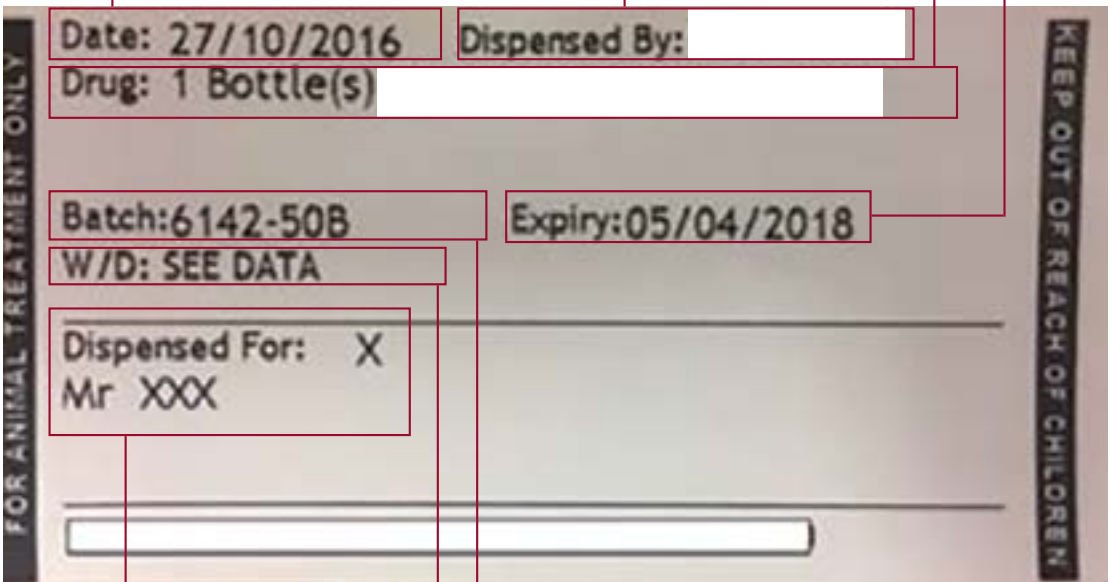 FOR ANIMAL TREATMENT ONLY
Date: 27/10/2016 Dispensed By:
Drug: 1 Bottle(s)
Batch:6142-50B Expiry:05/04/2018
W/D: SEE DATA
Dispensed For: X
Mr XXX
KEEP OUT OF REACH OF CHILDREN